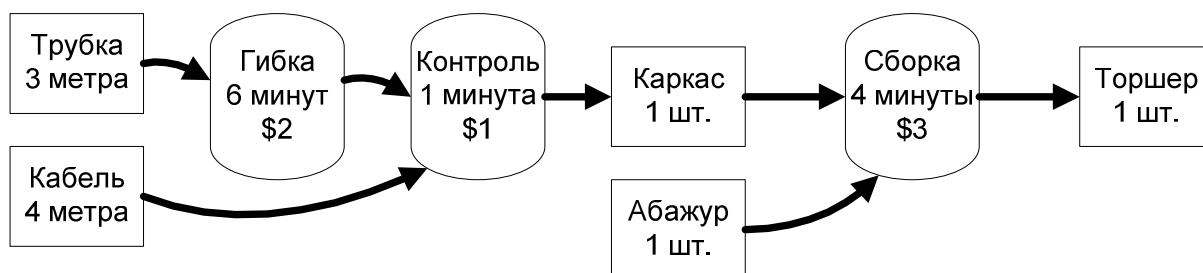 Трубка
3 метра
Гибка
6 минут
$2
Контроль
1 минута
$1
Каркас
1 шт.
Сборка
4 минуты
$3
Торшер
1 шт.
Кабель
4 метра
Абажур
1 шт.